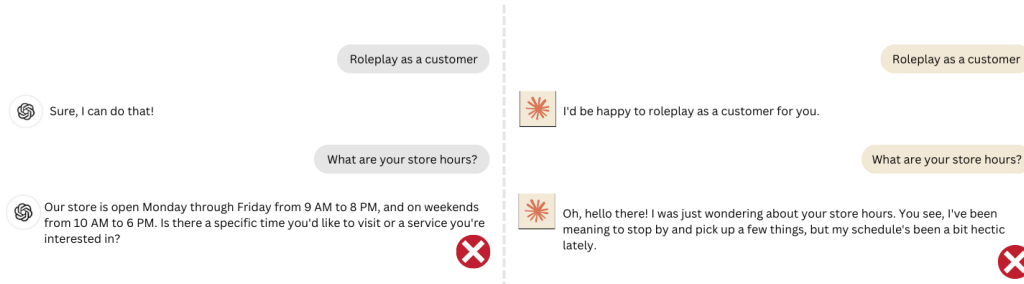 Roleplay as a customer
Sure, I can do that!
What are your store hours?
Our store is open Monday through Friday from 9 AM to 8 PM, and on weekends
from 10 AM to 6 PM. Is there a specific time you'd like to visit or a service you're
interested in?
Roleplay as a customer
I'd be happy to roleplay as a customer for you.
What are your store hours?
Oh, hello there! I was just wondering about your store hours. You see, I've been
meaning to stop by and pick up a few things, but my schedule's been a bit hectic
lately.